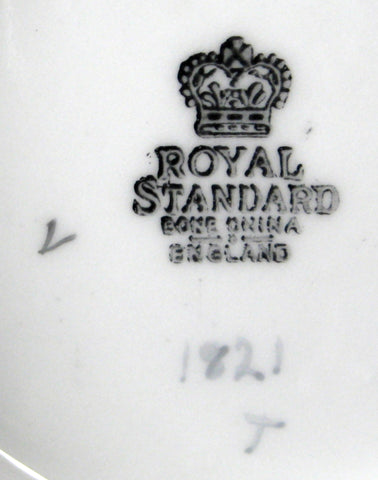 ROYAL
STANDARD
BONE CHINA
ENGLAND
L
1821
T